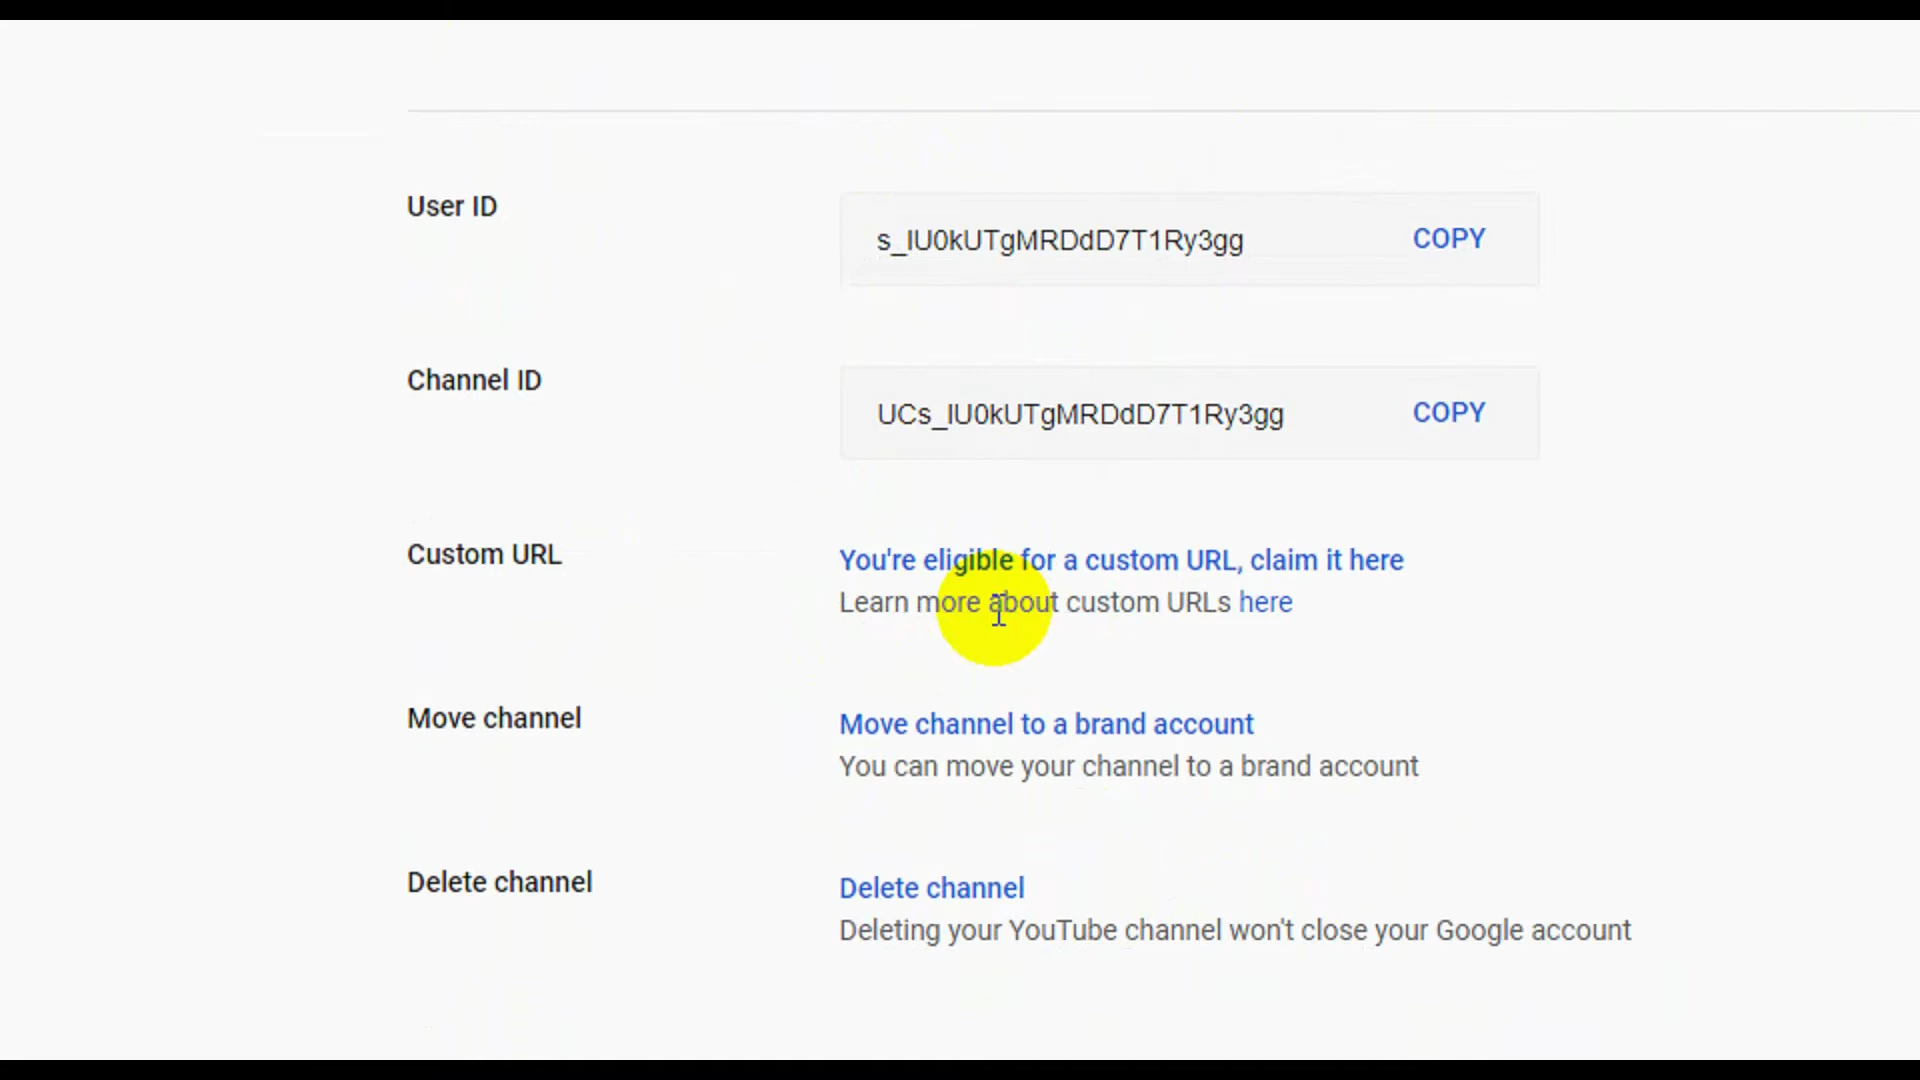 User ID
s_lU0kUTgMRDdD7T1Ry3gg COPY
Channel ID
UCs_lU0kUTgMRDdD7T1Ry3gg COPY
Custom URL
You're eligible for a custom URL, claim it here
Learn more about custom URLs here
Move channel
Move channel to a brand account
You can move your channel to a brand account
Delete channel
Delete channel
Deleting your YouTube channel won't close your Google account